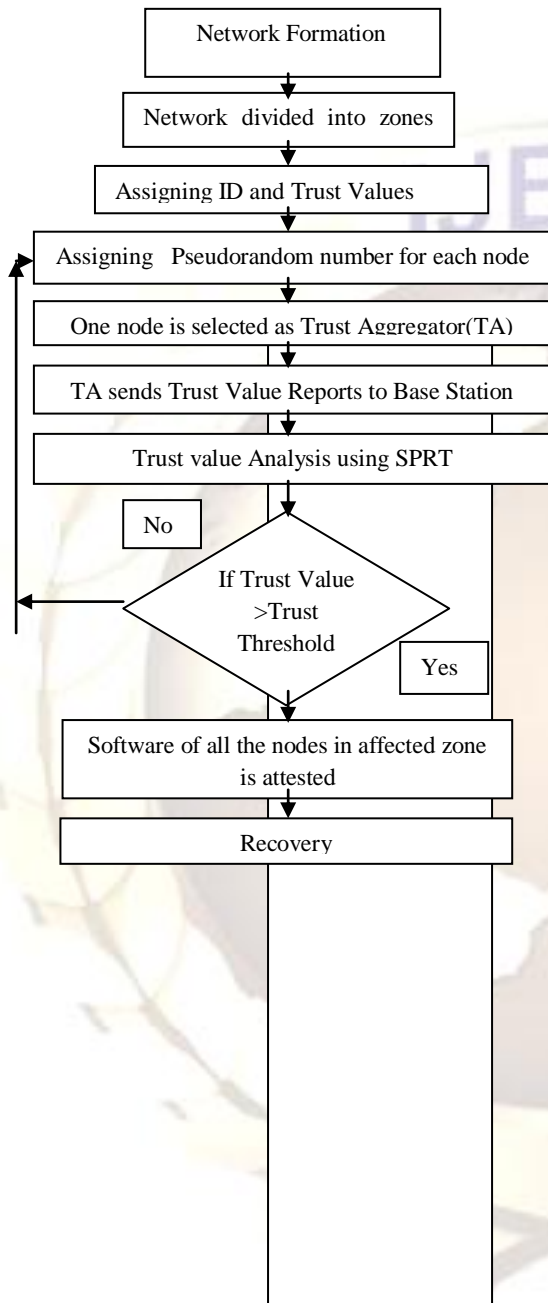 Network Formation
Network divided into zones
Assigning ID and Trust Values
IJE
Assigning Pseudorandom number for each node
One node is selected as Trust Aggregator(TA)
TA sends Trust Value Reports to Base Station
Trust value Analysis using SPRT
No
If Trust Value
>Trust
Threshold
Yes
Software of all the nodes in affected zone
is attested
Recovery